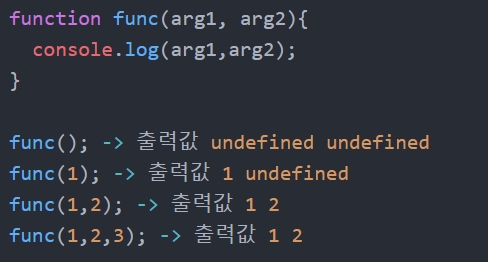 function func(arg1, arg2){
  console.log(arg1,arg2);
}

func(); -> 출력값 undefined undefined
func(1); -> 출력값 1 undefined
func(1,2); -> 출력값 1 2
func(1,2,3); -> 출력값 1 2